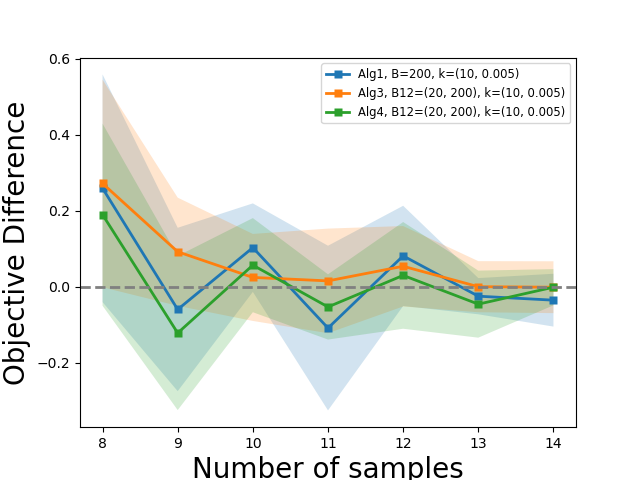 0.6
0.4
0.2
0.0
−0.2
Objective Difference
Alg1, B=200, k=(10, 0.005)
Alg3, B12=(20, 200), k=(10, 0.005)
Alg4, B12=(20, 200), k=(10, 0.005)
8 9 10 11 12 13 14
Number of samples